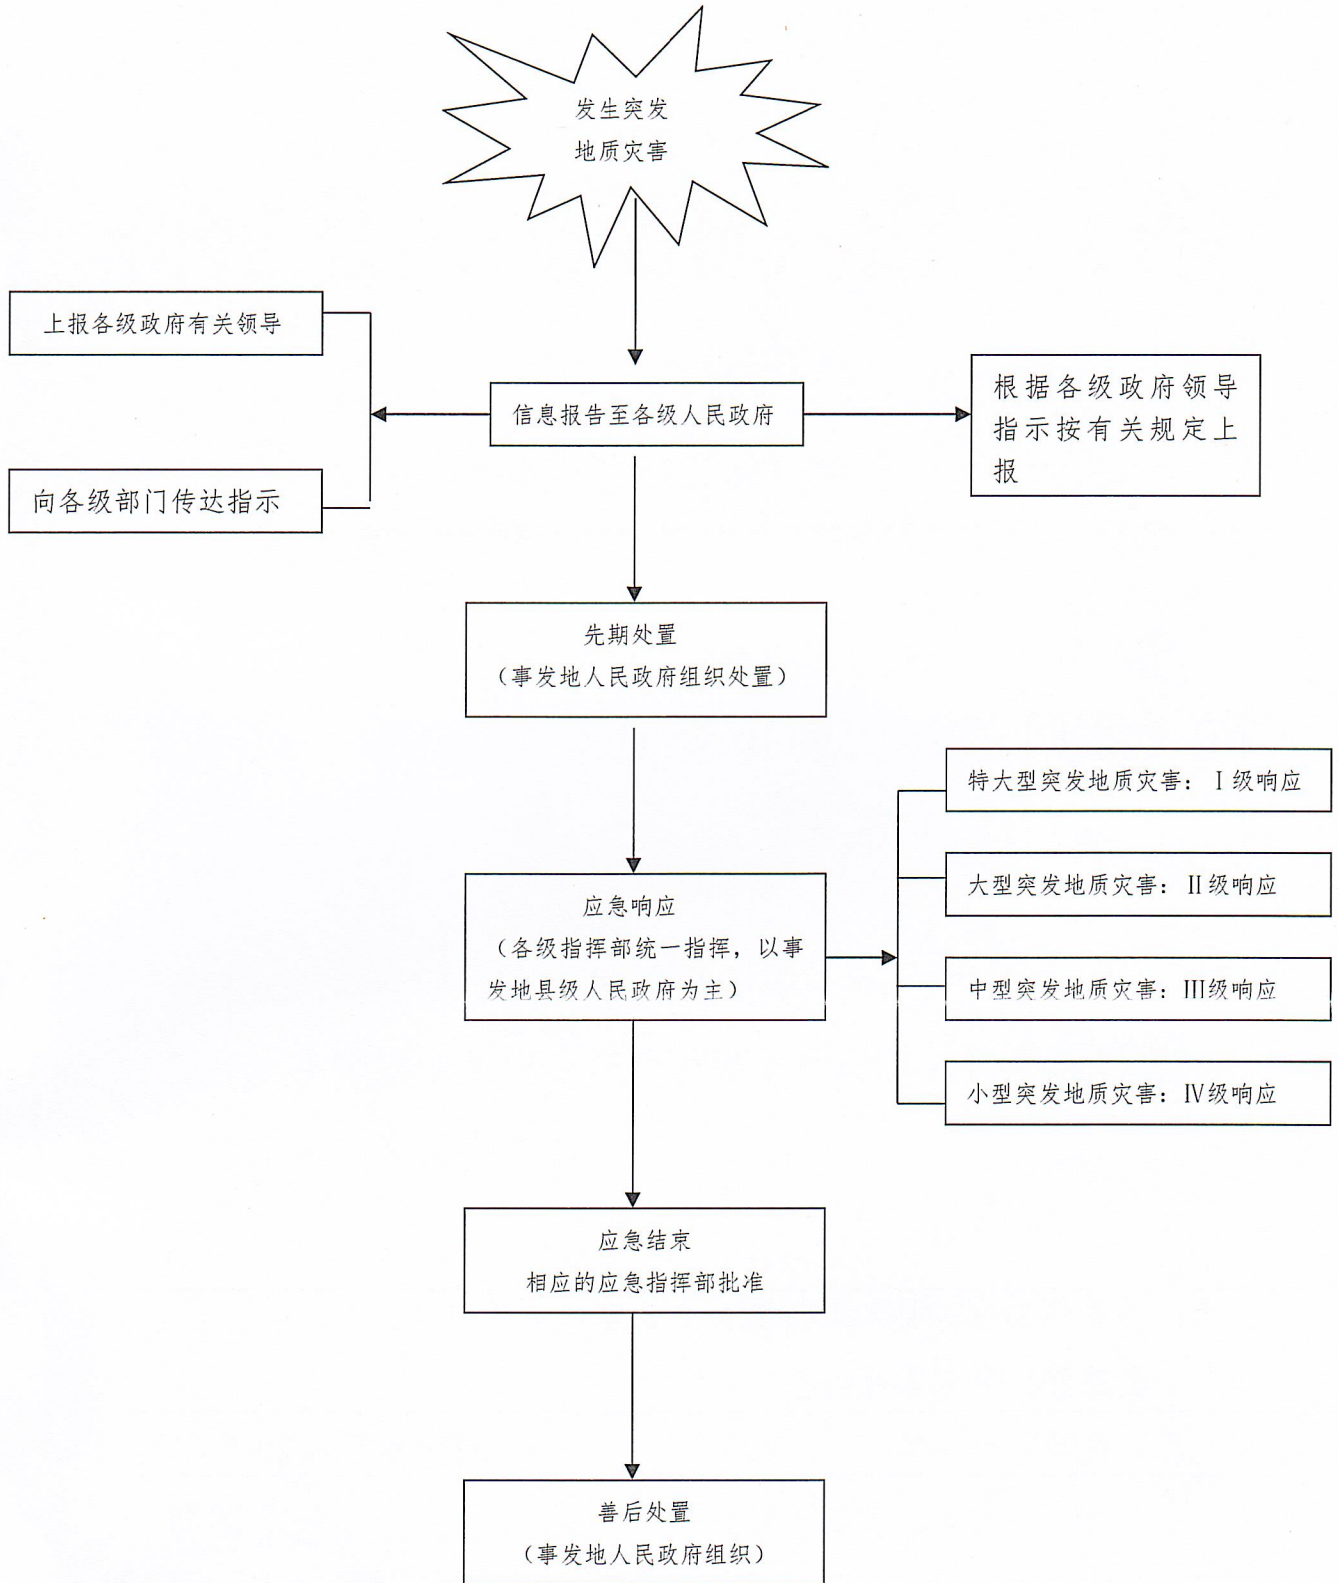 发生突发
地质灾害
上报各级政府有关领导
信息报告至各级人民政府
根据各级政府领导
指示按有关规定上
报
向各级部门传达指示
先期处置
（事发地人民政府组织处置）
特大型突发地质灾害：Ⅰ级响应
大型突发地质灾害：Ⅱ级响应
应急响应
（各级指挥部统一指挥，以事
发地县级人民政府为主）
中型突发地质灾害：Ⅲ级响应
小型突发地质灾害：Ⅳ级响应
应急结束
相应的应急指挥部批准
善后处置
（事发地人民政府组织）